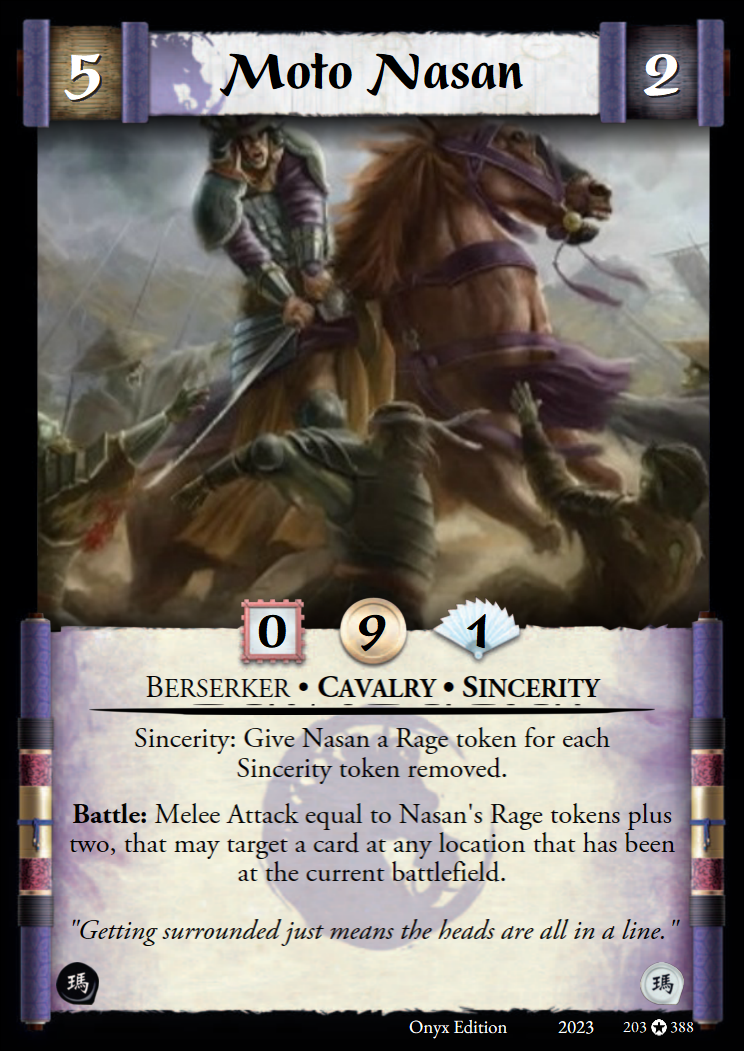 5
Moto Nasan
2
0
9
1
BERSERKER • CAVALRY • SINCERITY
Sincerity: Give Nasan a Rage token for each
Sincerity token removed.
Battle: Melee Attack equal to Nasan's Rage tokens plus
two, that may target a card at any location that has been
at the current battlefield.
"Getting surrounded just means the heads are all in a line."
瑪
瑪
Onyx Edition 2023 203 ✪ 388